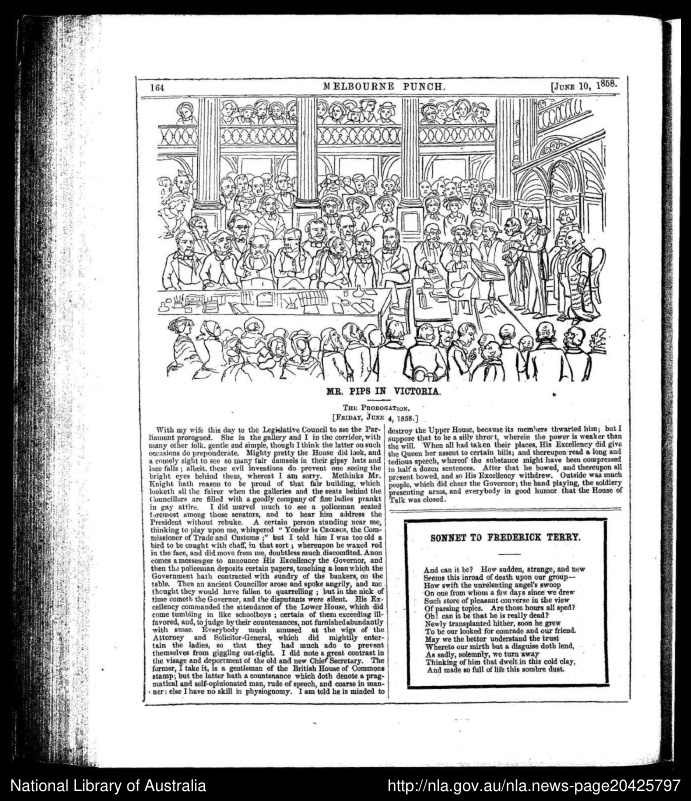 164
MELBOURNE PUNCH.
[JUNE 10, 1858.
MR. PIPS IN VICTORIA.
THE PROROGATION.
[FRIDAY, JUNE 4, 1858.]
With my wife this day to the Legislative Council to see the Par-
liament prorogued. She in the gallery and I in the corridor, with
many other folk, gentle and simple, though I think the latter on such
occasions do preponderate. Mighty pretty the House did look, and
a comely sight to see so many fair damsels in their gipsy hats and
lace falls; albeit, these evil inventions do prevent one seeing the
bright eyes behind them, whereat I am sorry. Methinks Mr.
Knight hath reason to be proud of that fair building, which
looketh all the fairer when the galleries and the seats behind the
Councillors are filled with a goodly company of fine ladies prankt
in gay attire. I did marvel much to see a policeman seated
foremost among those senators, and to hear him address the
President without rebuke. A certain person standing near me,
thinking to play upon me, whispered "Yonder is CRŒSUS, the Com-
missioner of Trade and Customs;" but I told him I was too old a
bird to be caught with chaff, in that sort; whereupon he waxed red
in the face, and did move from me, doubtless much discomfited. Anon
comes a messenger to announce His Excellency the Governor, and
then the policeman deposits certain papers, touching a loan which the
Government hath contracted with sundry of the bankers, on the
table. Then an ancient Councillor arose and spoke angrily, and me
thought they would have fallen to quarrelling; but in the nick of
time cometh the Governor, and the disputants were silent. His Ex-
cellency commanded the attendance of the Lower House, which did
come tumbling in like schoolboys; certain of them exceeding ill-
favored, and, to judge by their countenances, not furnished abundantly
with sense. Everybody much amused at the wigs of the
Attorney and Solicitor-General, which did mightily enter-
tain the ladies, so that they had much ado to prevent
themselves from giggling out-right. I did note a great contrast in
the visage and deportment of the old and new Chief Secretary. The
former, I take it, is a gentleman of the British House of Commons
stamp; but the latter hath a countenance which doth denote a prag-
matical and self-opinionated man, rude of speech, and coarse in man-
ner: else I have no skill in physiognomy. I am told he is minded to
destroy the Upper House, because its members thwarted him; but I
suppose that to be a silly threat, wherein the power is weaker than
the will. When all had taken their places, His Excellency did give
the Queen her assent to certain bills; and thereupon read a long and
tedious speech, whereof the substance might have been compressed
in half a dozen sentences. After that he bowed, and thereupon all
present bowed, and so His Excellency withdrew. Outside was much
people, which did cheer the Governor; the band playing, the soldiery
presenting arms, and everybody in good humor that the House of
Talk was closed.
SONNET TO FREDERICK TERRY.
And can it be? How sudden, strange, and new
Seems this inroad of death upon our group—
How swift the unrelenting angel's swoop
On one from whom a few days since we drew
Such store of pleasant converse in the view
Of parsing topics. Are those hours all sped?
Oh! can it be that he is really dead?
Newly transplanted hither, soon he grew
To be our looked for comrade and our friend.
May we the better understand the trust
Whereto our mirth but a disguise doth lend,
As sadly, solemnly, we turn away
Thinking of him that dwelt in this cold clay,
And made so full of life this sombre dust.
National Library of Australia
http://nla.gov.au/nla.news-page20425797